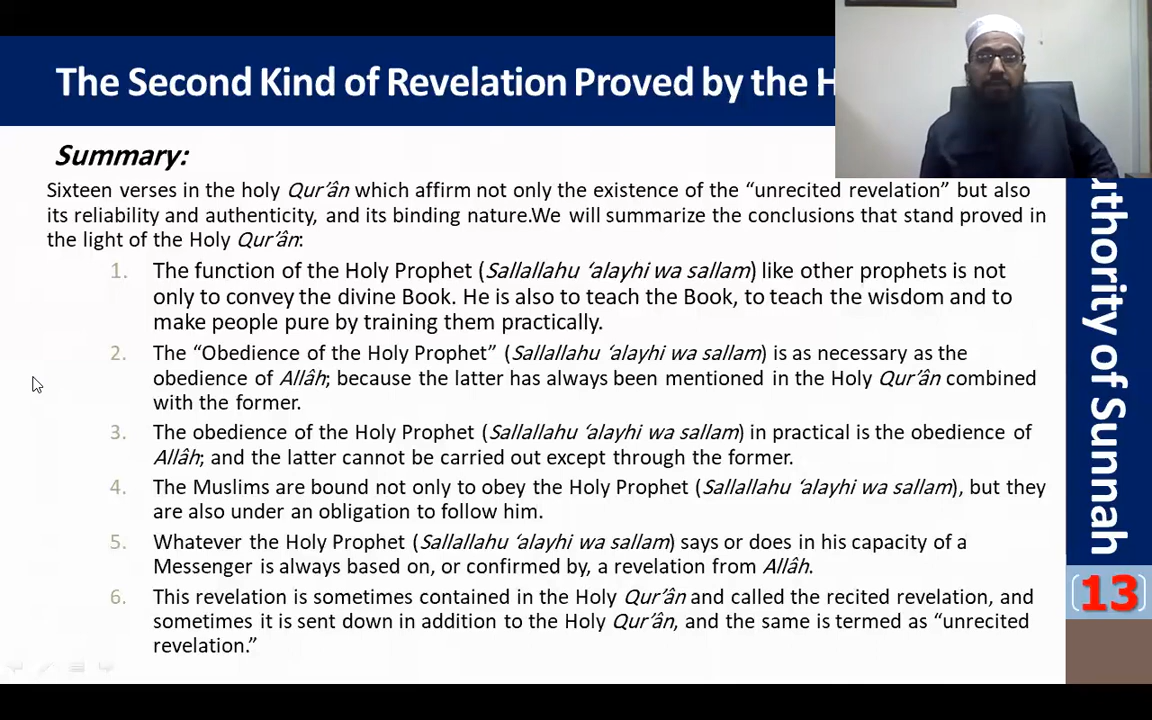 The Second Kind of Revelation Proved by the H
Summary:
Sixteen verses in the holy Qur’ân which affirm not only the existence of the “unrecited revelation” but also
its reliability and authenticity, and its binding nature.We will summarize the conclusions that stand proved in
the light of the Holy Qur’ân:
1. The function of the Holy Prophet (Sallallahu ‘alayhi wa sallam) like other prophets is not
only to convey the divine Book. He is also to teach the Book, to teach the wisdom and to
make people pure by training them practically.
2. The “Obedience of the Holy Prophet” (Sallallahu ‘alayhi wa sallam) is as necessary as the
obedience of Allâh; because the latter has always been mentioned in the Holy Qur’ân combined
with the former.
3. The obedience of the Holy Prophet (Sallallahu ‘alayhi wa sallam) in practical is the obedience of
Allâh; and the latter cannot be carried out except through the former.
4. The Muslims are bound not only to obey the Holy Prophet (Sallallahu ‘alayhi wa sallam), but they
are also under an obligation to follow him.
5. Whatever the Holy Prophet (Sallallahu ‘alayhi wa sallam) says or does in his capacity of a
Messenger is always based on, or confirmed by, a revelation from Allâh.
6. This revelation is sometimes contained in the Holy Qur’ân and called the recited revelation, and
sometimes it is sent down in addition to the Holy Qur’ân, and the same is termed as “unrecited
revelation.”
uthority of Sunnah
(13)